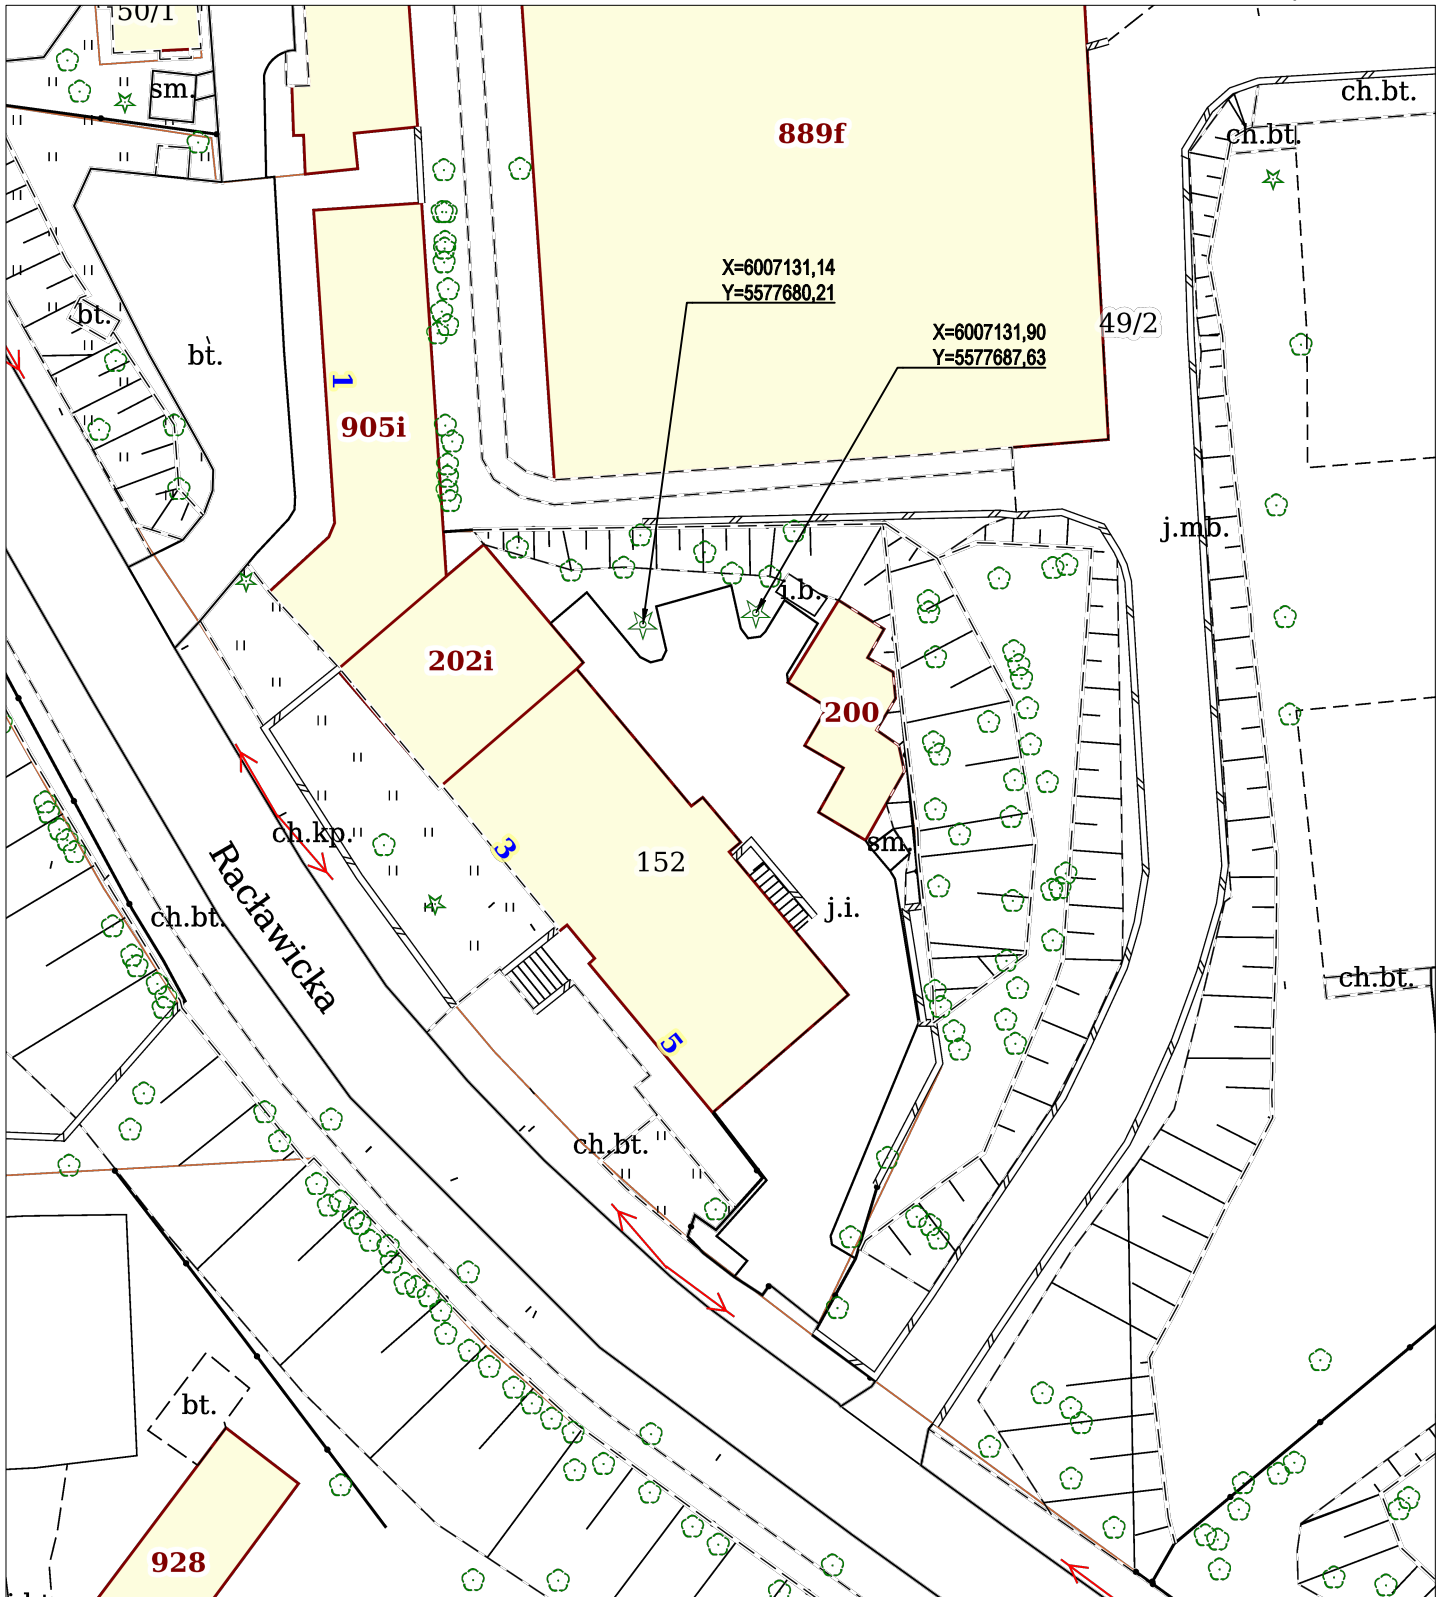 50/1
sm.
ch.bt.
889f
ch.bt.
X=6007131,14
Y=5577680,21
bt.
49/2
X=6007131,90
Y=5577687,63
bt.
1
905i
j.mb.
i.b.
202i
200
ch.kp.
3
sm.
152
Racławicka
j.i.
ch.bt.
ch.bt.
5
ch.bt.
bt.
928